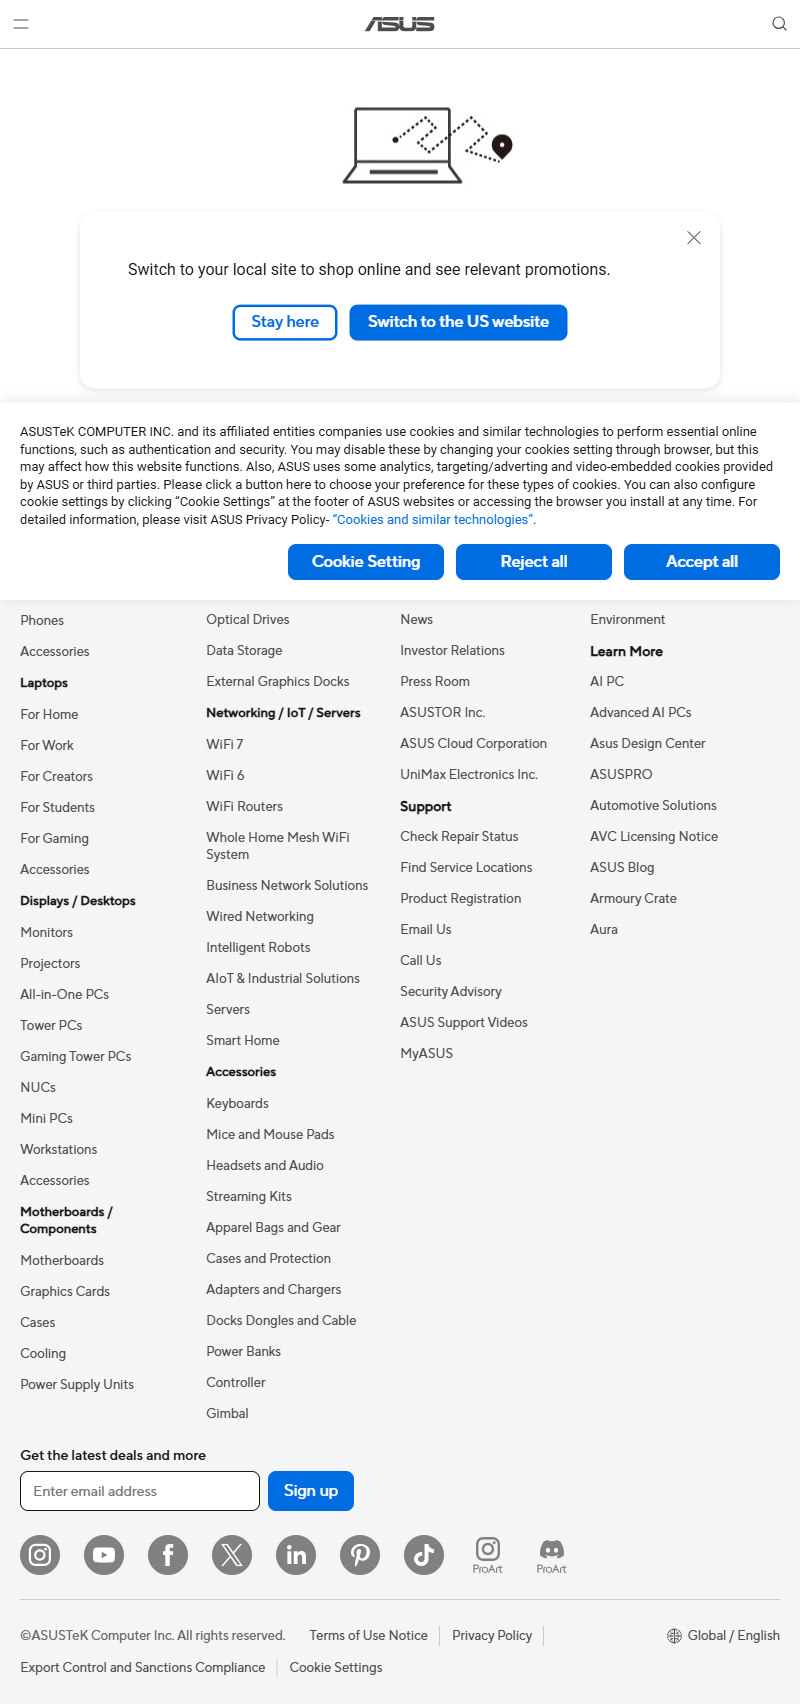 ASUS
Switch to your local site to shop online and see relevant promotions.
Stay here
Switch to the US website
ASUSTeK COMPUTER INC. and its affiliated entities companies use cookies and similar technologies to perform essential online
functions, such as authentication and security. You may disable these by changing your cookies setting through browser, but this
may affect how this website functions. Also, ASUS uses some analytics, targeting/adverting and video-embedded cookies provided
by ASUS or third parties. Please click a button here to choose your preference for these types of cookies. You can also configure
cookie settings by clicking “Cookie Settings” at the footer of ASUS websites or accessing the browser you install at any time. For
detailed information, please visit ASUS Privacy Policy- “Cookies and similar technologies”.
Cookie Setting
Reject all
Accept all
Phones
Accessories
Laptops
For Home
For Work
For Creators
For Students
For Gaming
Accessories
Displays / Desktops
Monitors
Projectors
All-in-One PCs
Tower PCs
Gaming Tower PCs
NUCs
Mini PCs
Workstations
Accessories
Motherboards /
Components
Motherboards
Graphics Cards
Cases
Cooling
Power Supply Units
Optical Drives
Data Storage
External Graphics Docks
Networking / IoT / Servers
WiFi 7
WiFi 6
WiFi Routers
Whole Home Mesh WiFi
System
Business Network Solutions
Wired Networking
Intelligent Robots
AIoT & Industrial Solutions
Servers
Smart Home
Accessories
Keyboards
Mice and Mouse Pads
Headsets and Audio
Streaming Kits
Apparel Bags and Gear
Cases and Protection
Adapters and Chargers
Docks Dongles and Cable
Power Banks
Controller
Gimbal
News
Investor Relations
Press Room
ASUSTOR Inc.
ASUS Cloud Corporation
UniMax Electronics Inc.
Support
Check Repair Status
Find Service Locations
Product Registration
Email Us
Call Us
Security Advisory
ASUS Support Videos
MyASUS
Environment
Learn More
AI PC
Advanced AI PCs
Asus Design Center
ASUSPRO
Automotive Solutions
AVC Licensing Notice
ASUS Blog
Armoury Crate
Aura
Get the latest deals and more
Enter email address
Sign up
ProArt
ProArt
©ASUSTeK Computer Inc. All rights reserved.
Terms of Use Notice
Privacy Policy
Global / English
Export Control and Sanctions Compliance
Cookie Settings